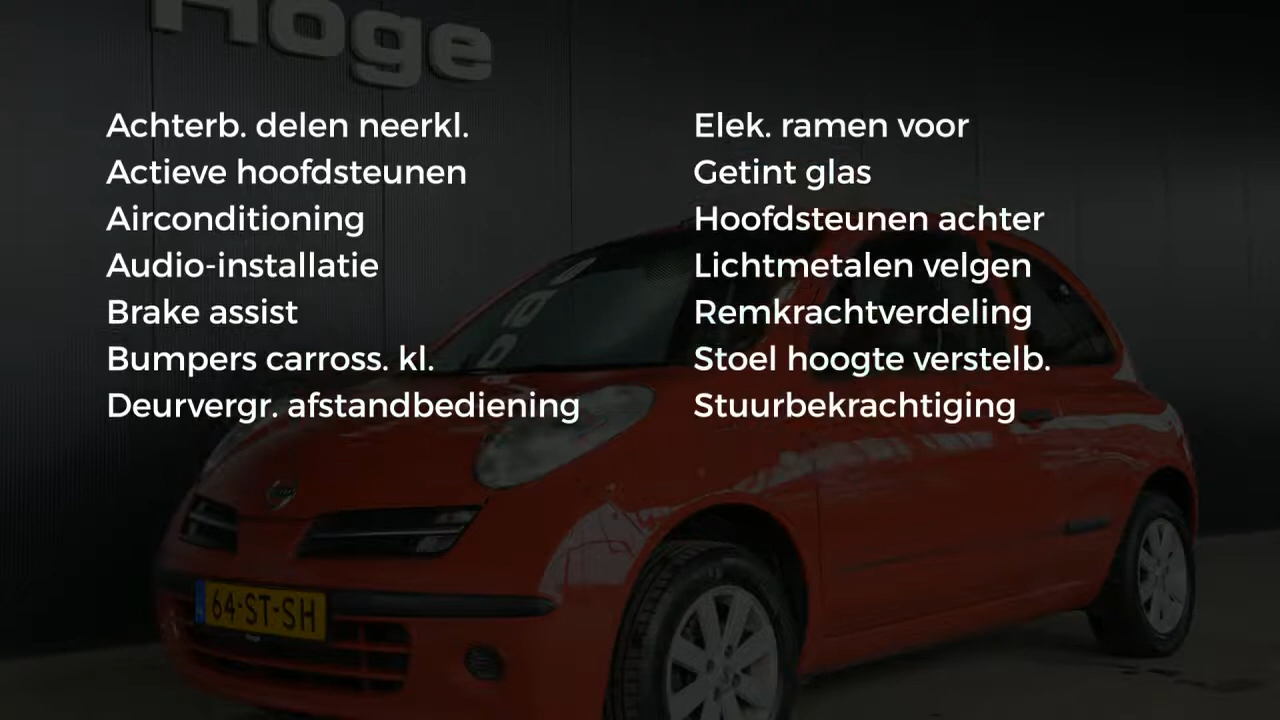 Hoge
Achterb. delen neerkl.
Actieve hoofdsteunen
Airconditioning
Audio-installatie
Brake assist
Bumpers carross. kl.
Deurvergr. afstandbediening
Elek. ramen voor
Getint glas
Hoofdsteunen achter
Lichtmetalen velgen
Remkrachtverdeling
Stoel hoogte verstelb.
Stuurbekrachtiging
64-ST-SH